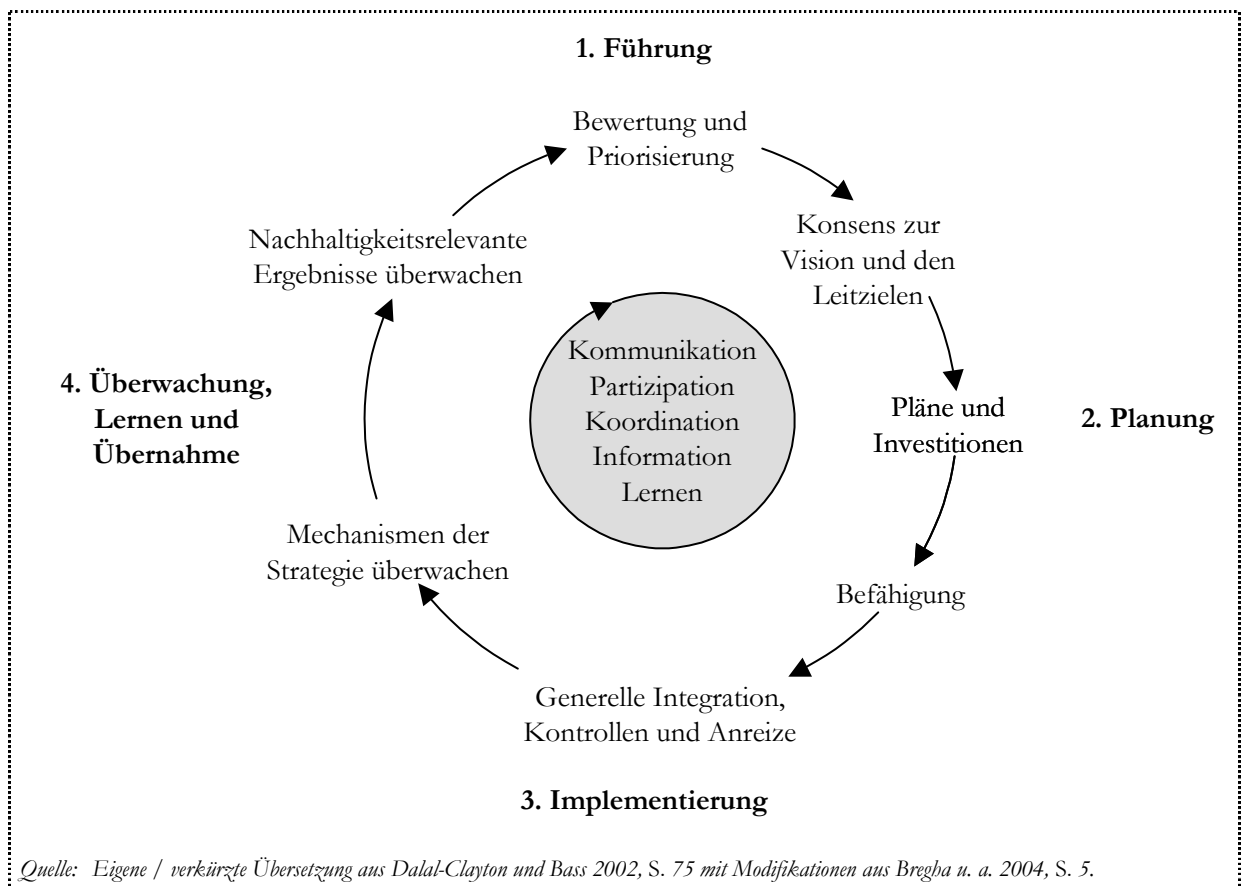 1. Führung
Bewertung und
Priorisierung
Konsens zur
Vision und den
Leitzielen
Pläne und
Investitionen
2. Planung
Befähigung
Generelle Integration,
Kontrollen und Anreize
3. Implementierung
Mechanismen der
Strategie überwachen
4. Überwachung,
Lernen und
Übernahme
Nachhaltigkeitsrelevante
Ergebnisse überwachen
Kommunikation
Partizipation
Koordination
Information
Lernen
Quelle: Eigene / verkürzte Übersetzung aus Dalal-Clayton und Bass 2002, S. 75 mit Modifikationen aus Bregha u. a. 2004, S. 5.